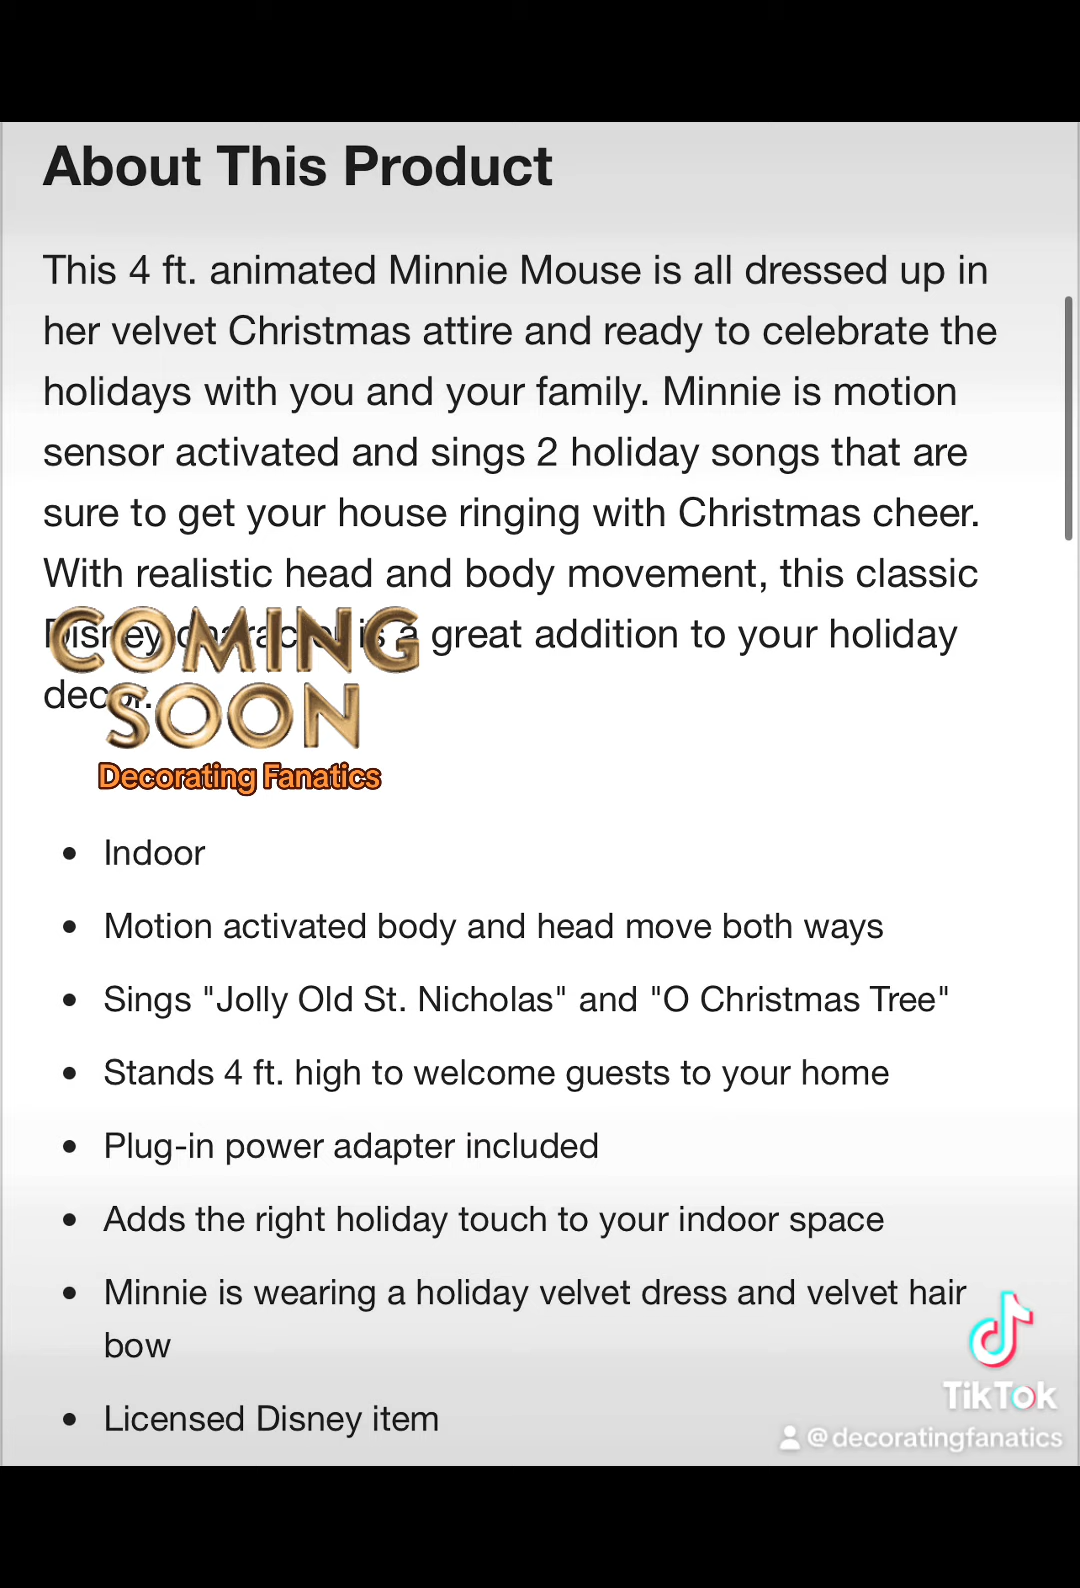 About This Product
This 4 ft. animated Minnie Mouse is all dressed up in
her velvet Christmas attire and ready to celebrate the
holidays with you and your family. Minnie is motion
sensor activated and sings 2 holiday songs that are
sure to get your house ringing with Christmas cheer.
With realistic head and body movement, this classic
Disney character is a great addition to your holiday
decor.
COMING
SOON
Decorating Fanatics
• Indoor
• Motion activated body and head move both ways
• Sings "Jolly Old St. Nicholas" and "O Christmas Tree"
• Stands 4 ft. high to welcome guests to your home
• Plug-in power adapter included
• Adds the right holiday touch to your indoor space
• Minnie is wearing a holiday velvet dress and velvet hair
bow
• Licensed Disney item
TikTok
@decoratingfanatics